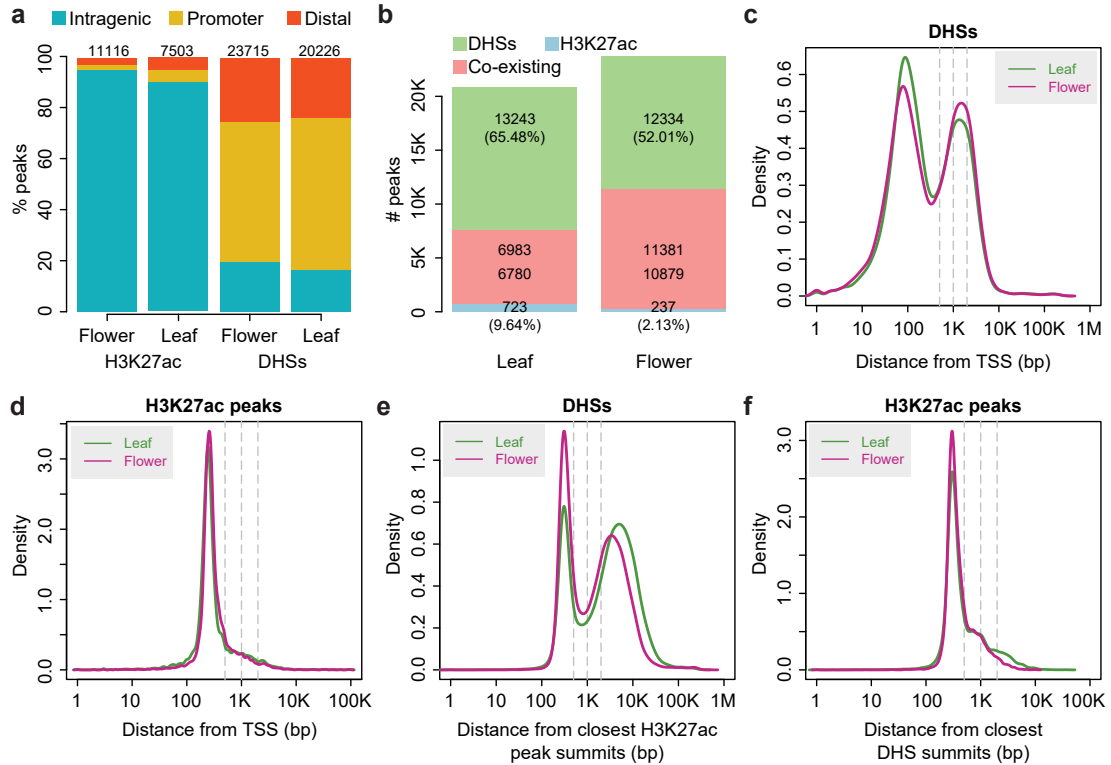 a
Intragenic Promoter Distal
11116 7503 23715 20226
100
80
60
40
20
0
% peaks
Flower Leaf Flower Leaf
H3K27ac DHSs
b
DHSs H3K27ac
Co-existing
20K
15K
10K
5K
0
# peaks
13243
(65.48%)
6983
6780
723
(9.64%)
12334
(52.01%)
11381
10879
237
(2.13%)
Leaf Flower
c
DHSs
Leaf
Flower
0.6
0.5
0.4
0.3
0.2
0.1
0.0
Density
1 10 100 1K 10K 100K 1M
Distance from TSS (bp)
d
H3K27ac peaks
Leaf
Flower
3.0
2.0
1.0
0.0
Density
1 10 100 1K 10K 100K
Distance from TSS (bp)
e
DHSs
Leaf
Flower
1.0
0.8
0.6
0.4
0.2
0.0
Density
1 10 100 1K 10K 100K 1M
Distance from closest H3K27ac
peak summits (bp)
f
H3K27ac peaks
Leaf
Flower
3.0
2.0
1.0
0.0
Density
1 10 100 1K 10K
Distance from closest
DHS summits (bp)